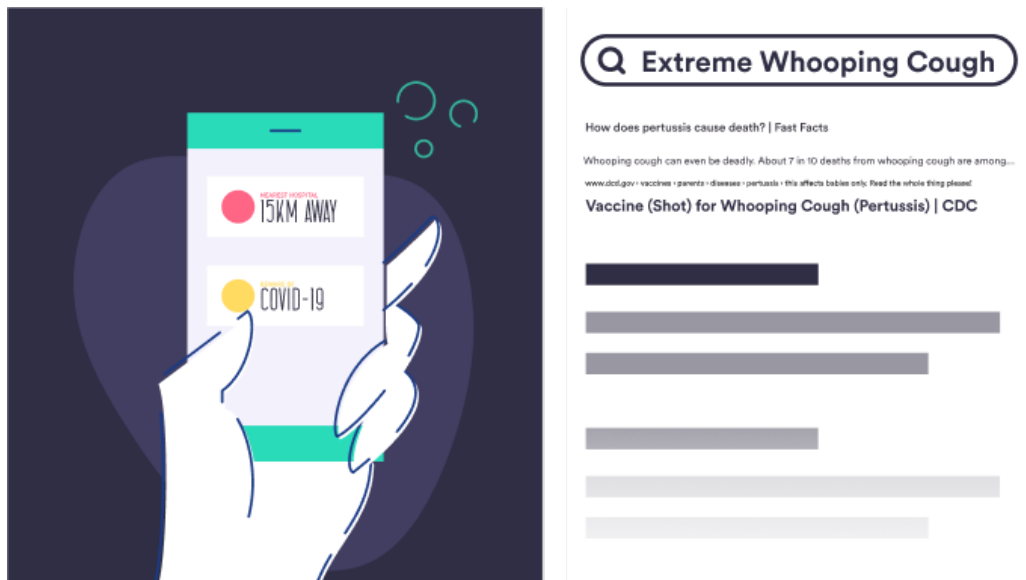 NEAREST HOSPITAL
15KM AWAY
COVID-19
Extreme Whooping Cough
How does pertussis cause death? | Fast Facts
Whooping cough can even be deadly. About 7 in 10 deaths from whooping cough are among...
www.dcd.gov › vaccines › parents › diseases › pertussis › this affects babies only. Read the whole thing please!
Vaccine (Shot) for Whooping Cough (Pertussis) | CDC